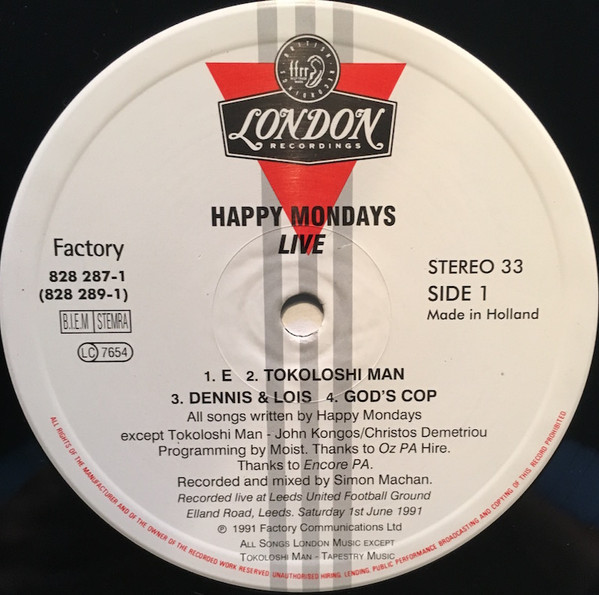 ffrr
LONDON
RECORDINGS
HAPPY MONDAYS
LIVE
Factory
828 287-1
(828 289-1)
B.I.E.M STEMRA
LC 7654
STEREO 33
SIDE 1
Made in Holland
1. E 2. TOKOLOSHI MAN
3. DENNIS & LOIS 4. GOD'S COP
All songs written by Happy Mondays
except Tokoloshi Man - John Kongos/Christos Demetriou
Programming by Moist. Thanks to Oz PA Hire.
Thanks to Encore PA.
Recorded and mixed by Simon Machan.
Recorded live at Leeds United Football Ground
Elland Road, Leeds. Saturday 1st June 1991
℗ 1991 Factory Communications Ltd
ALL SONGS LONDON MUSIC EXCEPT
TOKOLOSHI MAN - TAPESTRY MUSIC
ALL RIGHTS OF THE MANUFACTURER AND OF THE OWNER OF THE RECORDED WORK RESERVED. UNAUTHORISED HIRING, LENDING, PUBLIC PERFORMANCE BROADCASTING AND COPYING OF THIS RECORD PROHIBITED.